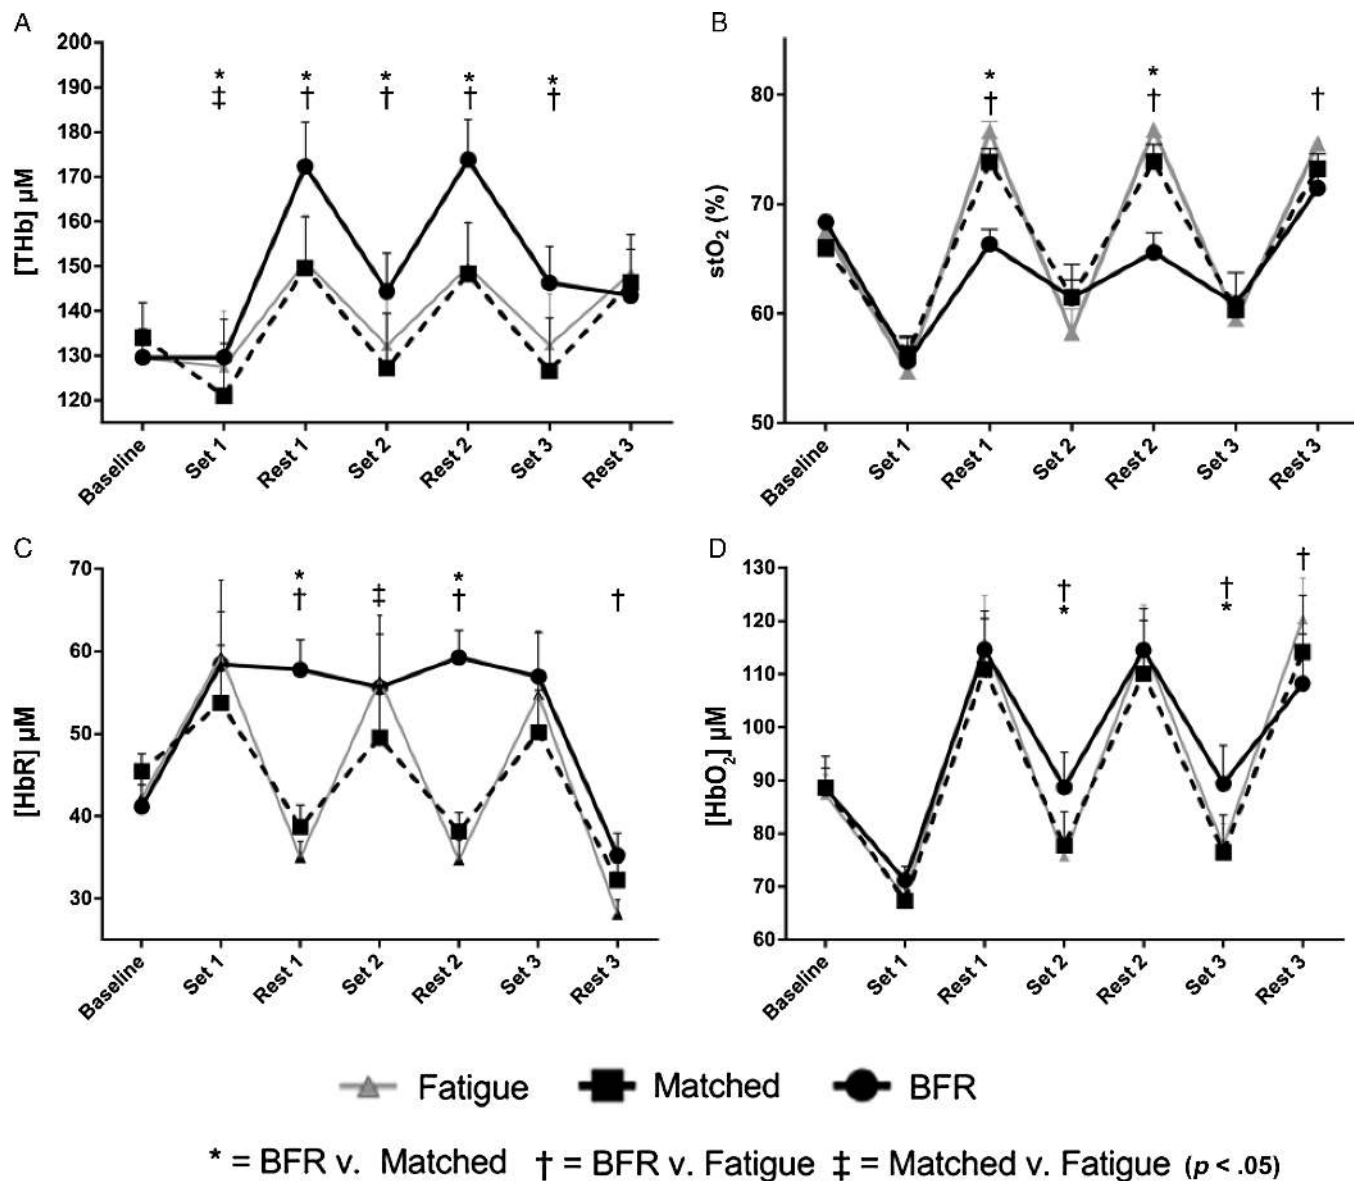 A
[THb] µM
200
190
180
170
160
150
140
130
120
* * * * *
‡ † † † †
Baseline Set 1 Rest 1 Set 2 Rest 2 Set 3 Rest 3
B
stO₂ (%)
80
70
60
50
* *
† † †
Baseline Set 1 Rest 1 Set 2 Rest 2 Set 3 Rest 3
C
[HbR] µM
70
60
50
40
30
* *
† ‡ † †
Baseline Set 1 Rest 1 Set 2 Rest 2 Set 3 Rest 3
D
[HbO₂] µM
130
120
110
100
90
80
70
60
† † †
* *
Baseline Set 1 Rest 1 Set 2 Rest 2 Set 3 Rest 3
Fatigue Matched BFR
* = BFR v. Matched † = BFR v. Fatigue ‡ = Matched v. Fatigue (p < .05)